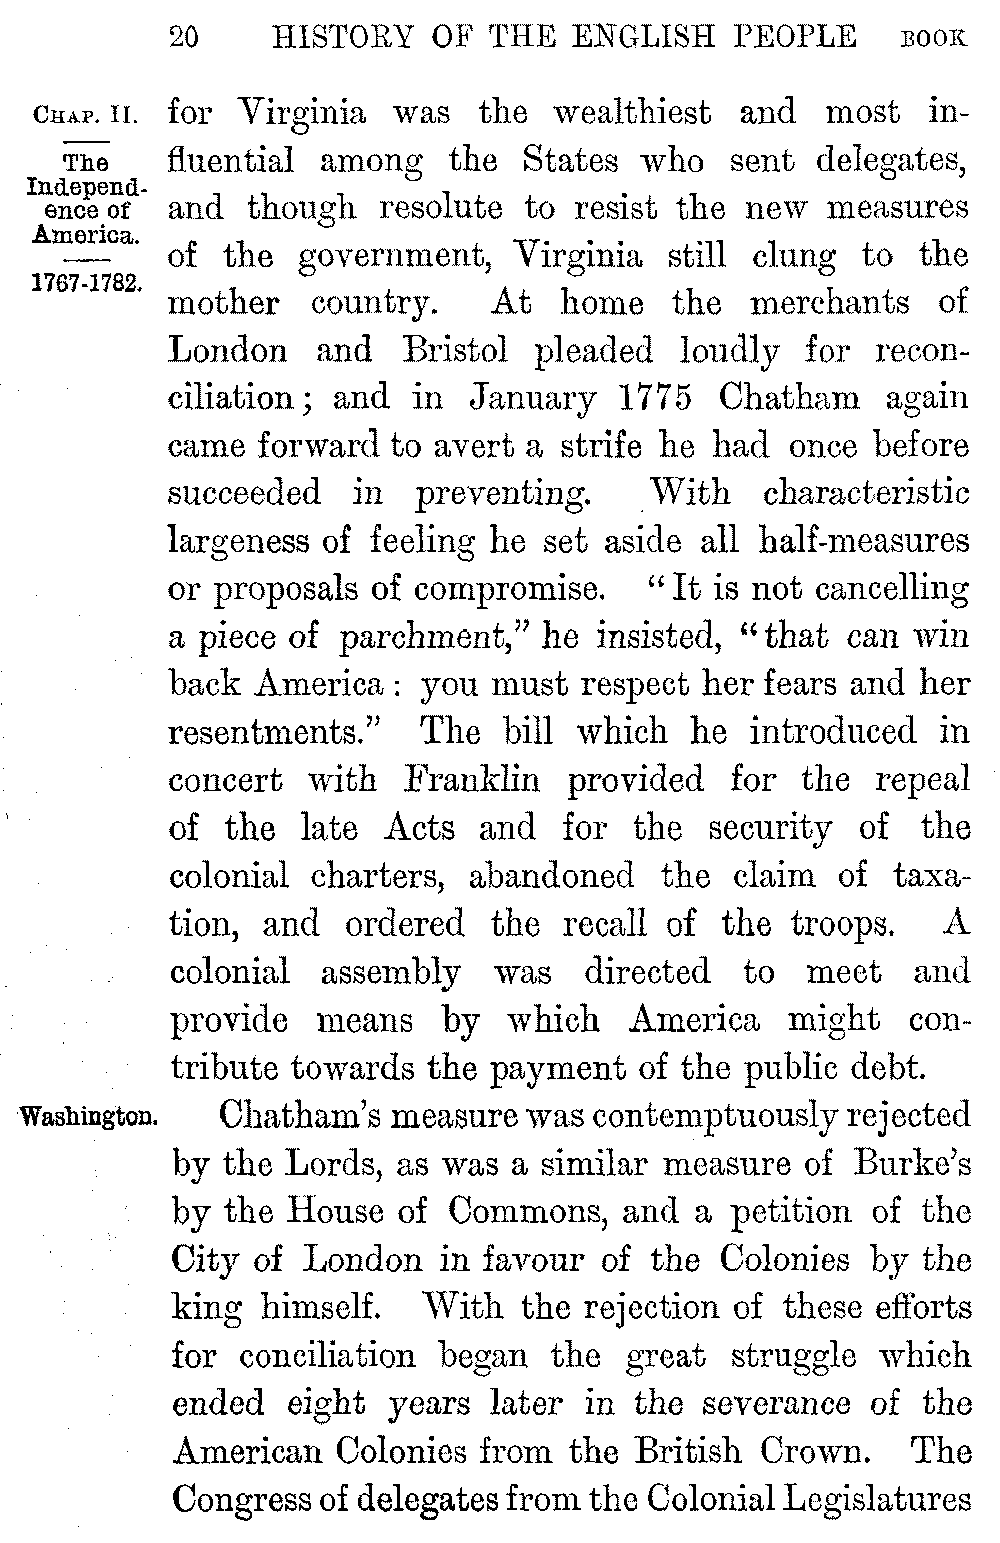 20 HISTORY OF THE ENGLISH PEOPLE BOOK
CHAP. II.
The
Independ-
ence of
America.
1767-1782.
for Virginia was the wealthiest and most in-
fluential among the States who sent delegates,
and though resolute to resist the new measures
of the government, Virginia still clung to the
mother country. At home the merchants of
London and Bristol pleaded loudly for recon-
ciliation; and in January 1775 Chatham again
came forward to avert a strife he had once before
succeeded in preventing. With characteristic
largeness of feeling he set aside all half-measures
or proposals of compromise. “It is not cancelling
a piece of parchment,” he insisted, “that can win
back America: you must respect her fears and her
resentments.” The bill which he introduced in
concert with Franklin provided for the repeal
of the late Acts and for the security of the
colonial charters, abandoned the claim of taxa-
tion, and ordered the recall of the troops. A
colonial assembly was directed to meet and
provide means by which America might con-
tribute towards the payment of the public debt.
Washington.
Chatham’s measure was contemptuously rejected
by the Lords, as was a similar measure of Burke’s
by the House of Commons, and a petition of the
City of London in favour of the Colonies by the
king himself. With the rejection of these efforts
for conciliation began the great struggle which
ended eight years later in the severance of the
American Colonies from the British Crown. The
Congress of delegates from the Colonial Legislatures